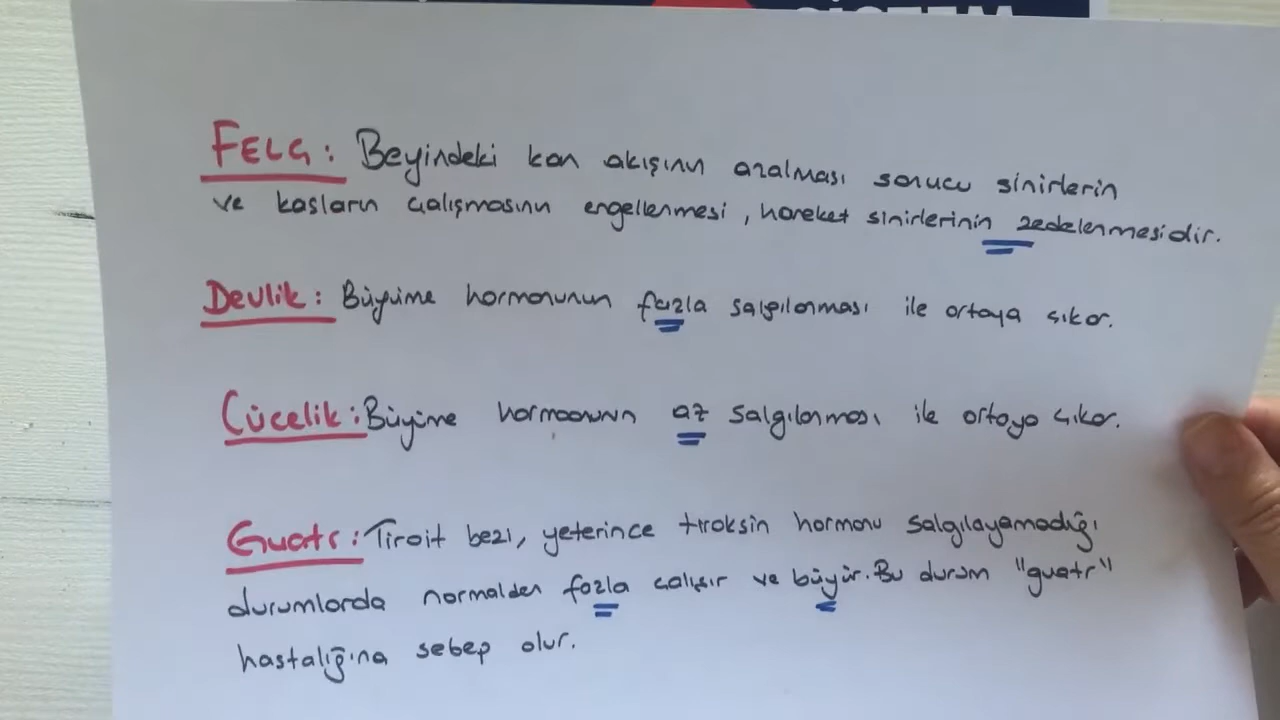 SİSTEM
FELÇ: Beyindeki kan akışının azalması sonucu sinirlerin
ve kasların çalışmasının engellenmesi, hareket sinirlerinin zedelenmesidir.
Devlik: Büyüme hormonunun fazla salgılanması ile ortaya çıkar.
Cücelik: Büyüme hormonunun az salgılanması ile ortaya çıkar.
Guatr: Tiroit bezi, yeterince tiroksin hormonu salgılayamadığı
durumlarda normalden fazla çalışır ve büyür. Bu durum "guatr"
hastalığına sebep olur.